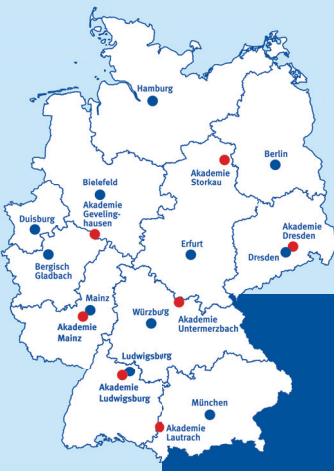 Hamburg
Berlin
Akademie
Storkau
Bielefeld
Akademie
Geveling-
hausen
Duisburg
Akademie
Dresden
Dresden
Bergisch
Gladbach
Erfurt
Mainz
Akademie
Mainz
Würzburg
Akademie
Untermerzbach
Ludwigsburg
Akademie
Ludwigsburg
München
Akademie
Lautrach